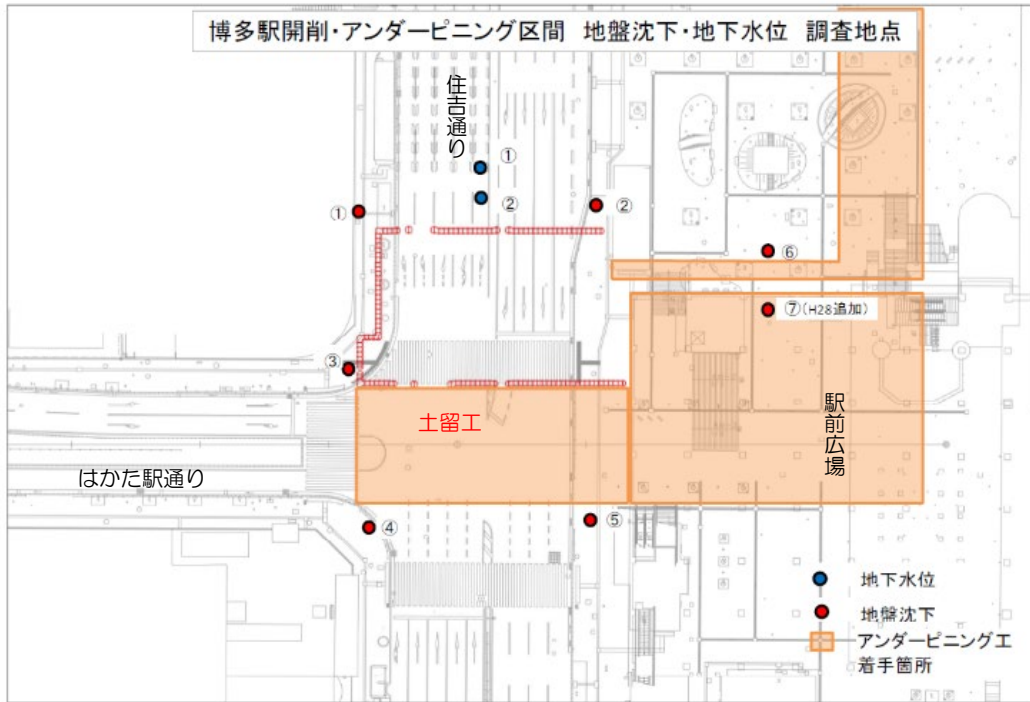 博多駅開削・アンダーピニング区間 地盤沈下・地下水位 調査地点
住吉通り
①
②
①
②
⑥
⑦(H28追加)
③
土留工
駅前広場
はかた駅通り
④
⑤
地下水位
地盤沈下
アンダーピニング工
着手箇所